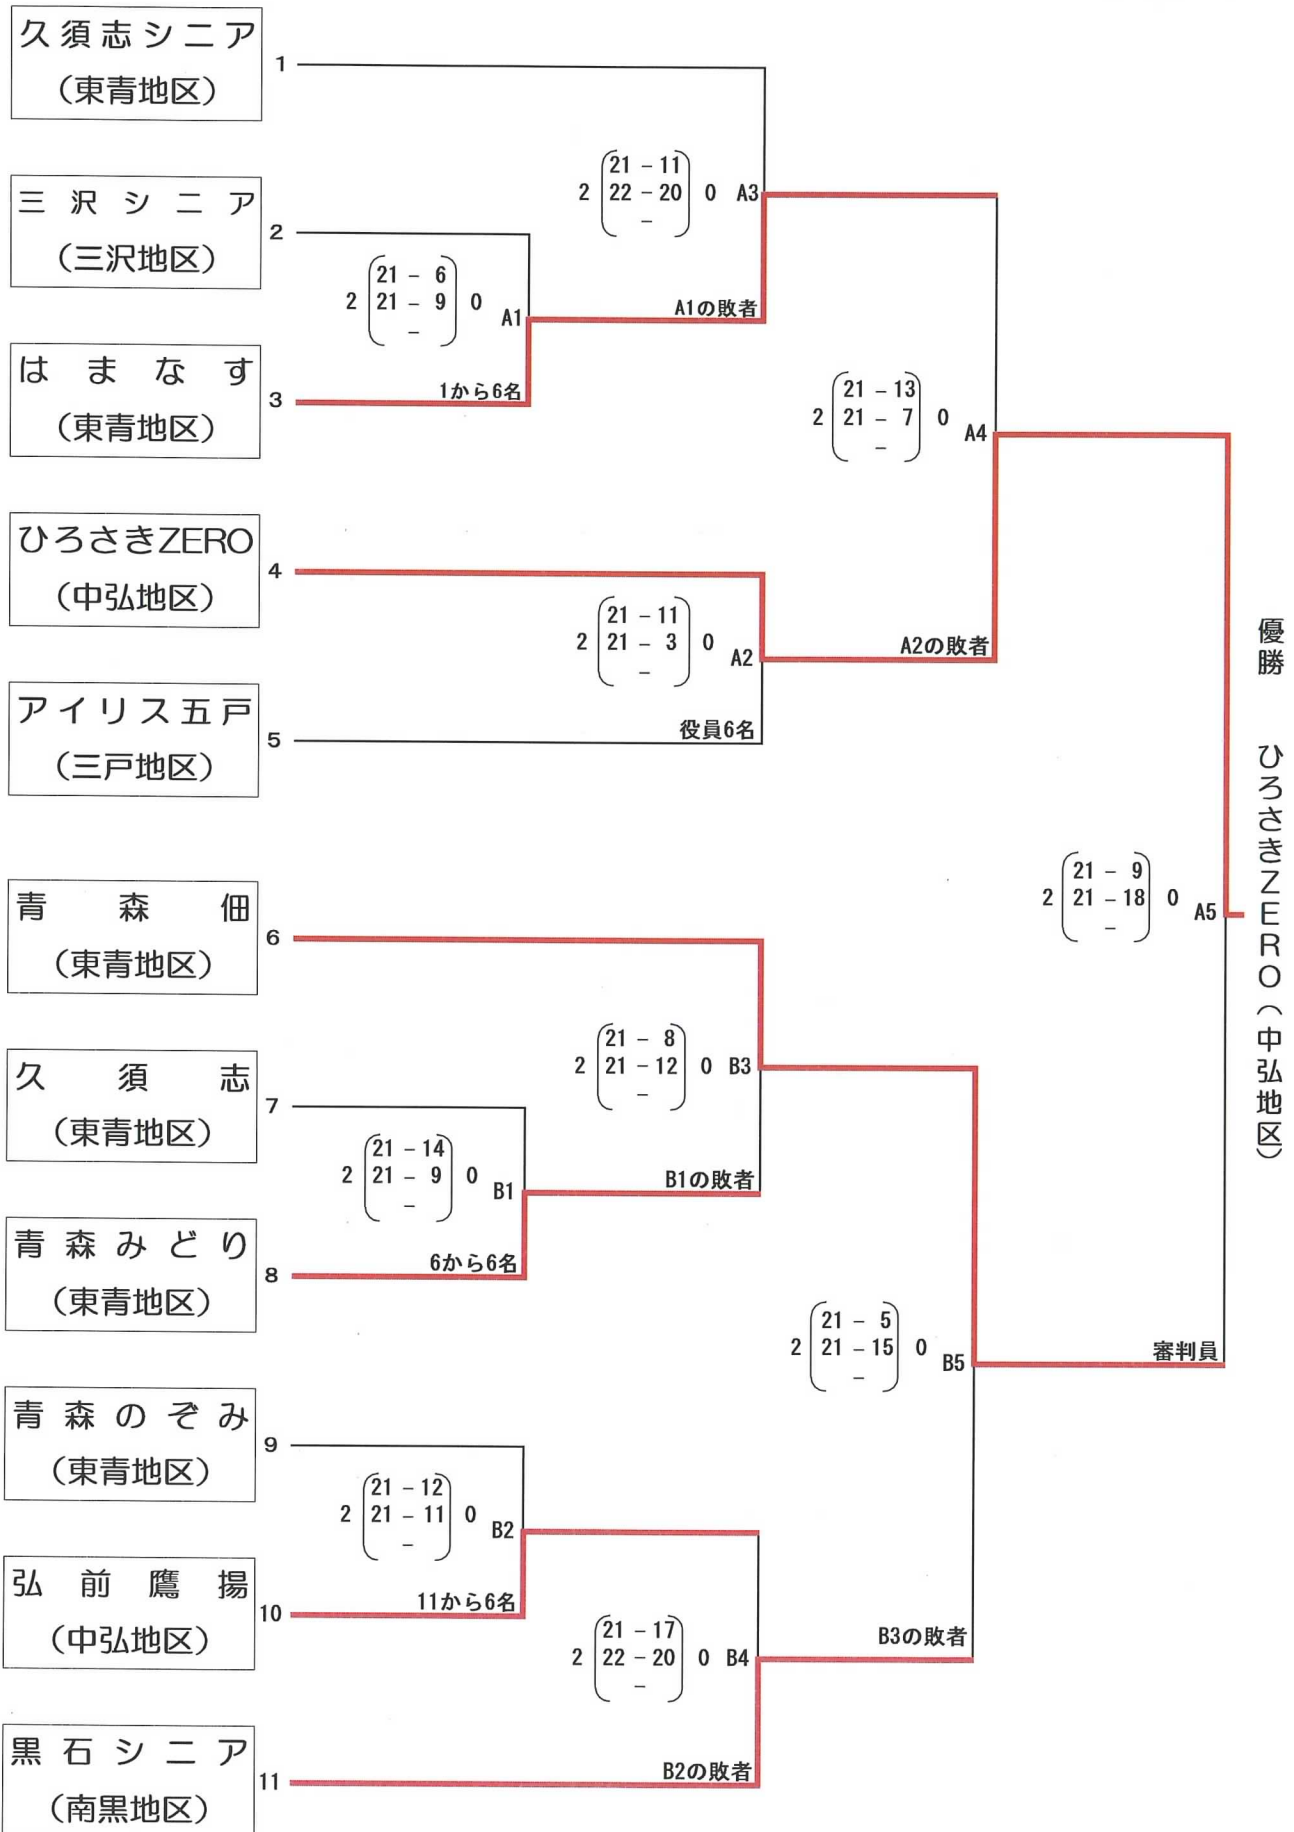 久須志シニア
(東青地区)
1
21 - 11
2 22 - 20 0 A3
-
三沢シニア
(三沢地区)
2
21 - 6
2 21 - 9 0 A1
-
A1の敗者
はまなす
(東青地区)
3
1から6名
21 - 13
2 21 - 7 0 A4
-
ひろさきZERO
(中弘地区)
4
21 - 11
2 21 - 3 0 A2
-
A2の敗者
アイリス五戸
(三戸地区)
5
役員6名
優勝 ひろさきZERO(中弘地区)
21 - 9
2 21 - 18 0 A5
-
青森佃
(東青地区)
6
21 - 8
2 21 - 12 0 B3
-
久須志
(東青地区)
7
21 - 14
2 21 - 9 0 B1
-
B1の敗者
青森みどり
(東青地区)
8
6から6名
21 - 5
2 21 - 15 0 B5
-
審判員
青森のぞみ
(東青地区)
9
21 - 12
2 21 - 11 0 B2
-
弘前鷹揚
(中弘地区)
10
11から6名
21 - 17
2 22 - 20 0 B4
-
B3の敗者
黒石シニア
(南黒地区)
11
B2の敗者